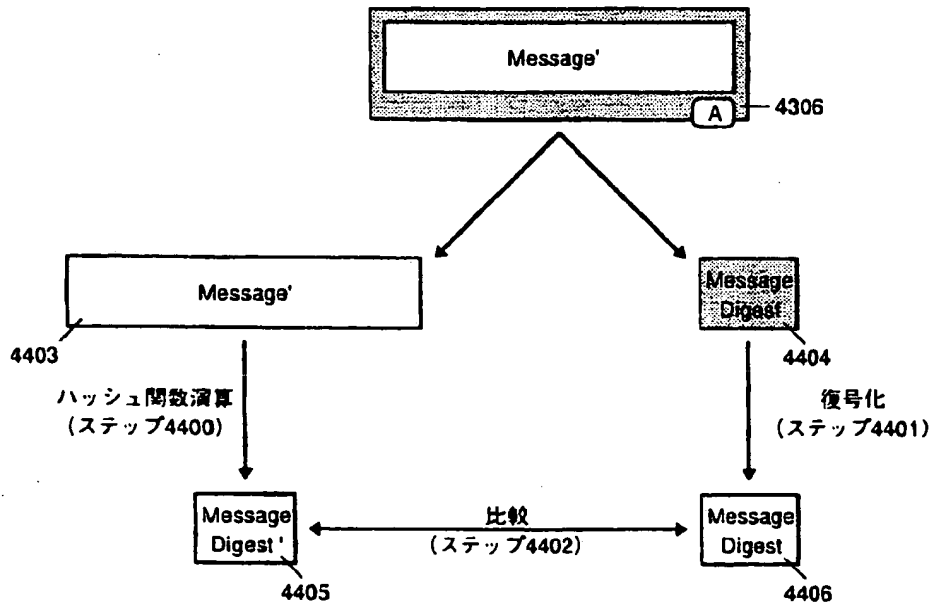 Message'
A
4306
Message'
Message
Digest
4403
4404
ハッシュ関数演算
(ステップ4400)
復号化
(ステップ4401)
Message
Digest'
比較
(ステップ4402)
Message
Digest
4405
4406